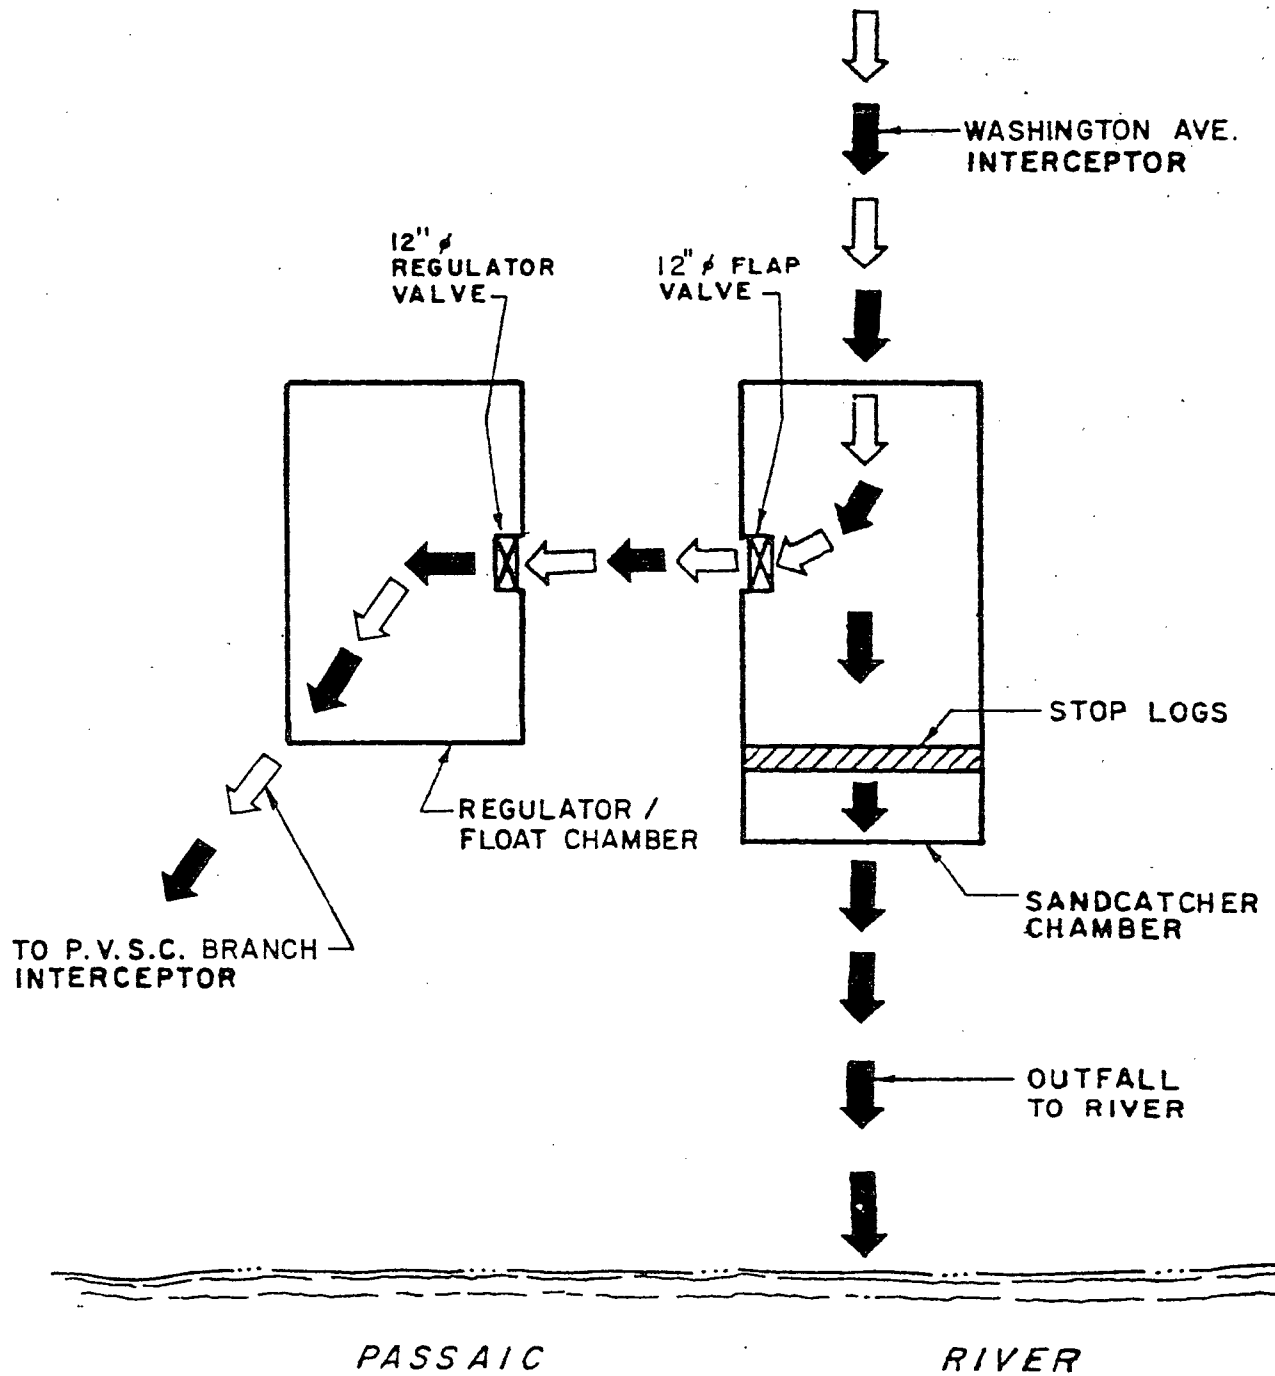 WASHINGTON AVE.
INTERCEPTOR
12" ø
REGULATOR
VALVE
12" ø FLAP
VALVE
STOP LOGS
REGULATOR /
FLOAT CHAMBER
SANDCATCHER
CHAMBER
TO P.V.S.C. BRANCH
INTERCEPTOR
OUTFALL
TO RIVER
PASSAIC RIVER